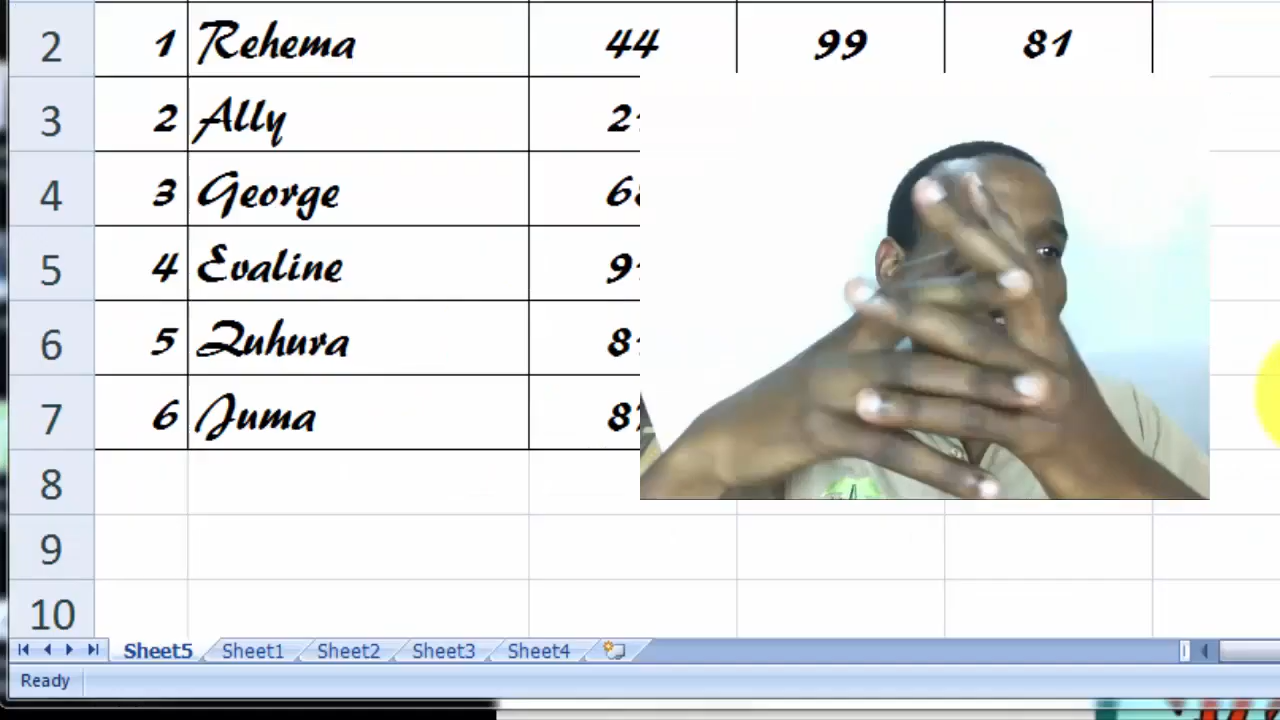 2 1 Rehema 44 99 81
3 2 Ally
4 3 George
5 4 Evaline
6 5 Zuhura
7 6 Juma
8
9
10
Sheet5 Sheet1 Sheet2 Sheet3 Sheet4
Ready